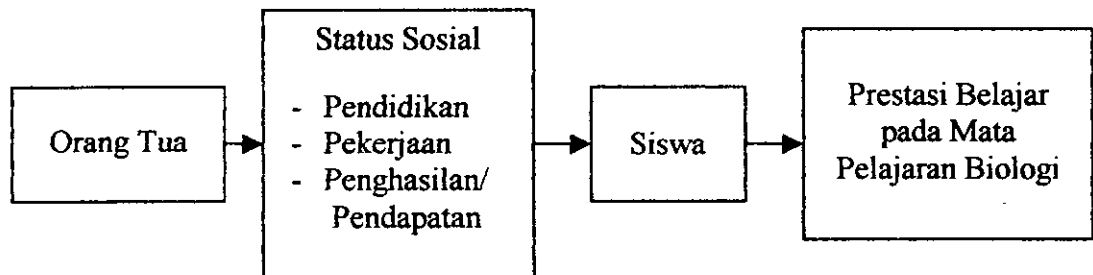 Orang Tua
Status Sosial
- Pendidikan
- Pekerjaan
- Penghasilan/
Pendapatan
Siswa
Prestasi Belajar
pada Mata
Pelajaran Biologi